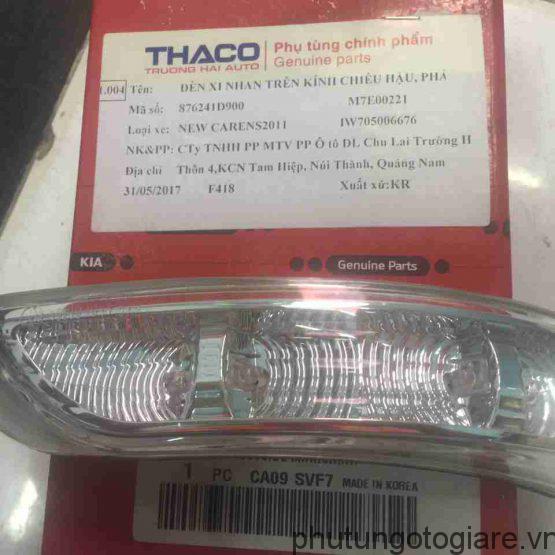 THACO
TRUONG HAI AUTO
Phụ tùng chính phẩm
Genuine parts
1.004 Tên: ĐÈN XI NHAN TRÊN KÍNH CHIẾU HẬU, PHẢ
Mã số: 876241D900 M7E00221
Loại xe: NEW CARENS2011 IW705006676
NK&PP: CTy TNHH PP MTV PP Ô tô DL Chu Lai Trường H
Địa chỉ Thôn 4,KCN Tam Hiệp, Núi Thành, Quảng Nam
31/05/2017 F418 Xuất xứ:KR
KIA Genuine Parts
1 PC CA09 SVF7 MADE IN KOREA
phutungotogiare.vn